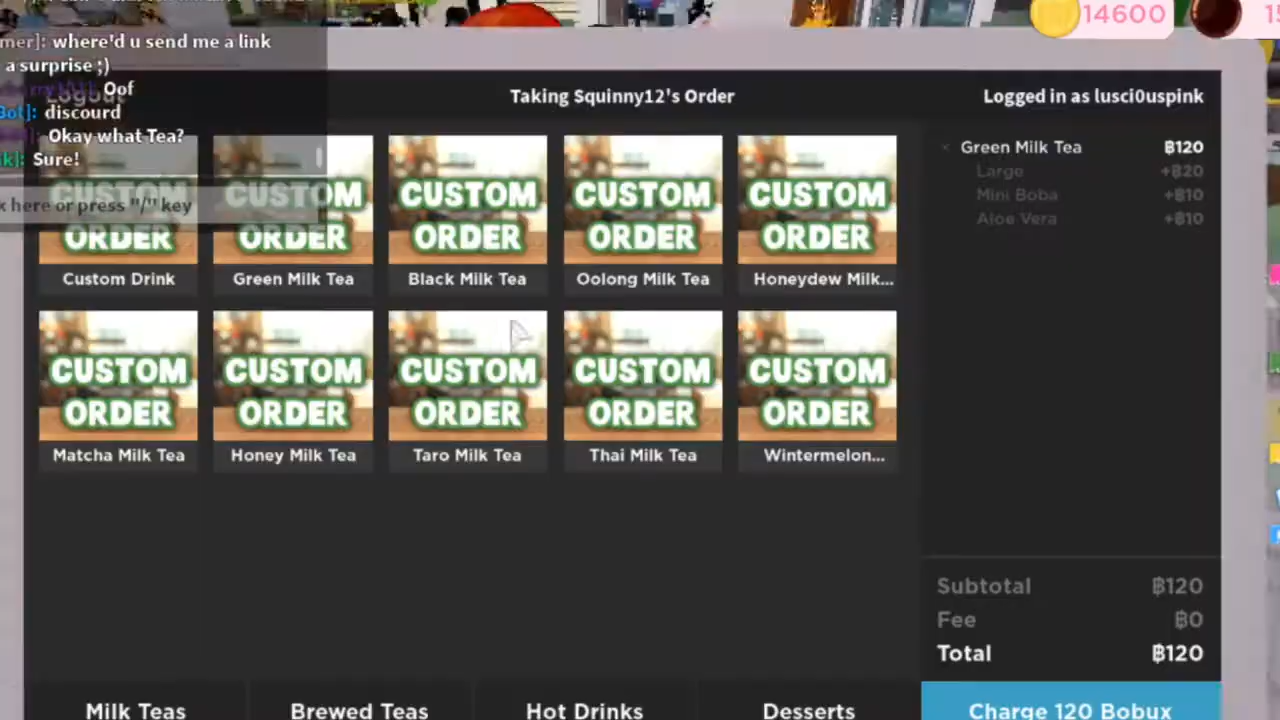 14600
15
mer]: where'd u send me a link
a surprise ;)
Oof
Logout
Bot]: discourd
Okay what Tea?
k]: Sure!
k here or press "/" key
Taking Squinny12's Order
Logged in as lusci0uspink
CUSTOM ORDER
Custom Drink
CUSTOM ORDER
Green Milk Tea
CUSTOM ORDER
Black Milk Tea
CUSTOM ORDER
Oolong Milk Tea
CUSTOM ORDER
Honeydew Milk...
CUSTOM ORDER
Matcha Milk Tea
CUSTOM ORDER
Honey Milk Tea
CUSTOM ORDER
Taro Milk Tea
CUSTOM ORDER
Thai Milk Tea
CUSTOM ORDER
Wintermelon...
× Green Milk Tea ฿120
Large +฿20
Mini Boba +฿10
Aloe Vera +฿10
Subtotal ฿120
Fee ฿0
Total ฿120
Milk Teas
Brewed Teas
Hot Drinks
Desserts
Charge 120 Bobux